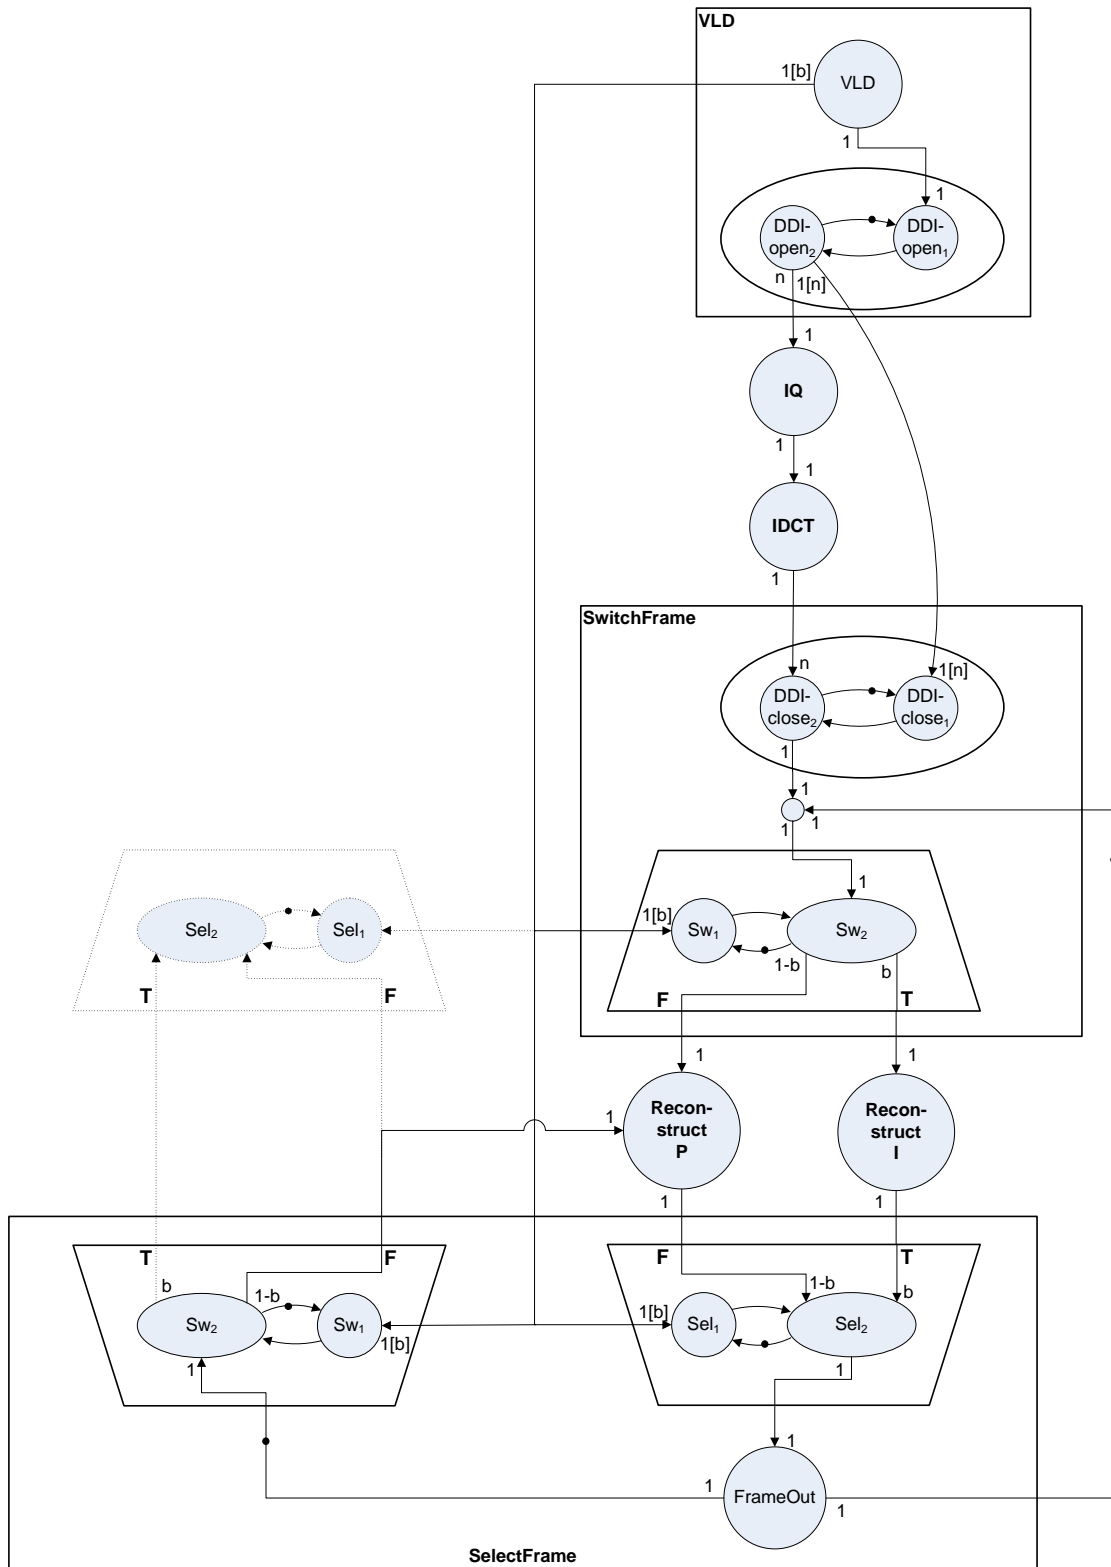 VLD
1[b]
VLD
1
1
DDI-
open₂
DDI-
open₁
n
1[n]
1
IQ
1
1
IDCT
1
SwitchFrame
n
1[n]
DDI-
close₂
DDI-
close₁
1
1
1
1
1
Sel₂
Sel₁
1[b]
Sw₁
Sw₂
1-b
b
T
F
F
T
1
1
1
Recon-
struct
P
Recon-
struct
I
1
1
T
F
F
T
b
1-b
1-b
b
Sw₂
Sw₁
1[b]
1[b]
Sel₁
Sel₂
1
1
1
1
FrameOut
1
SelectFrame